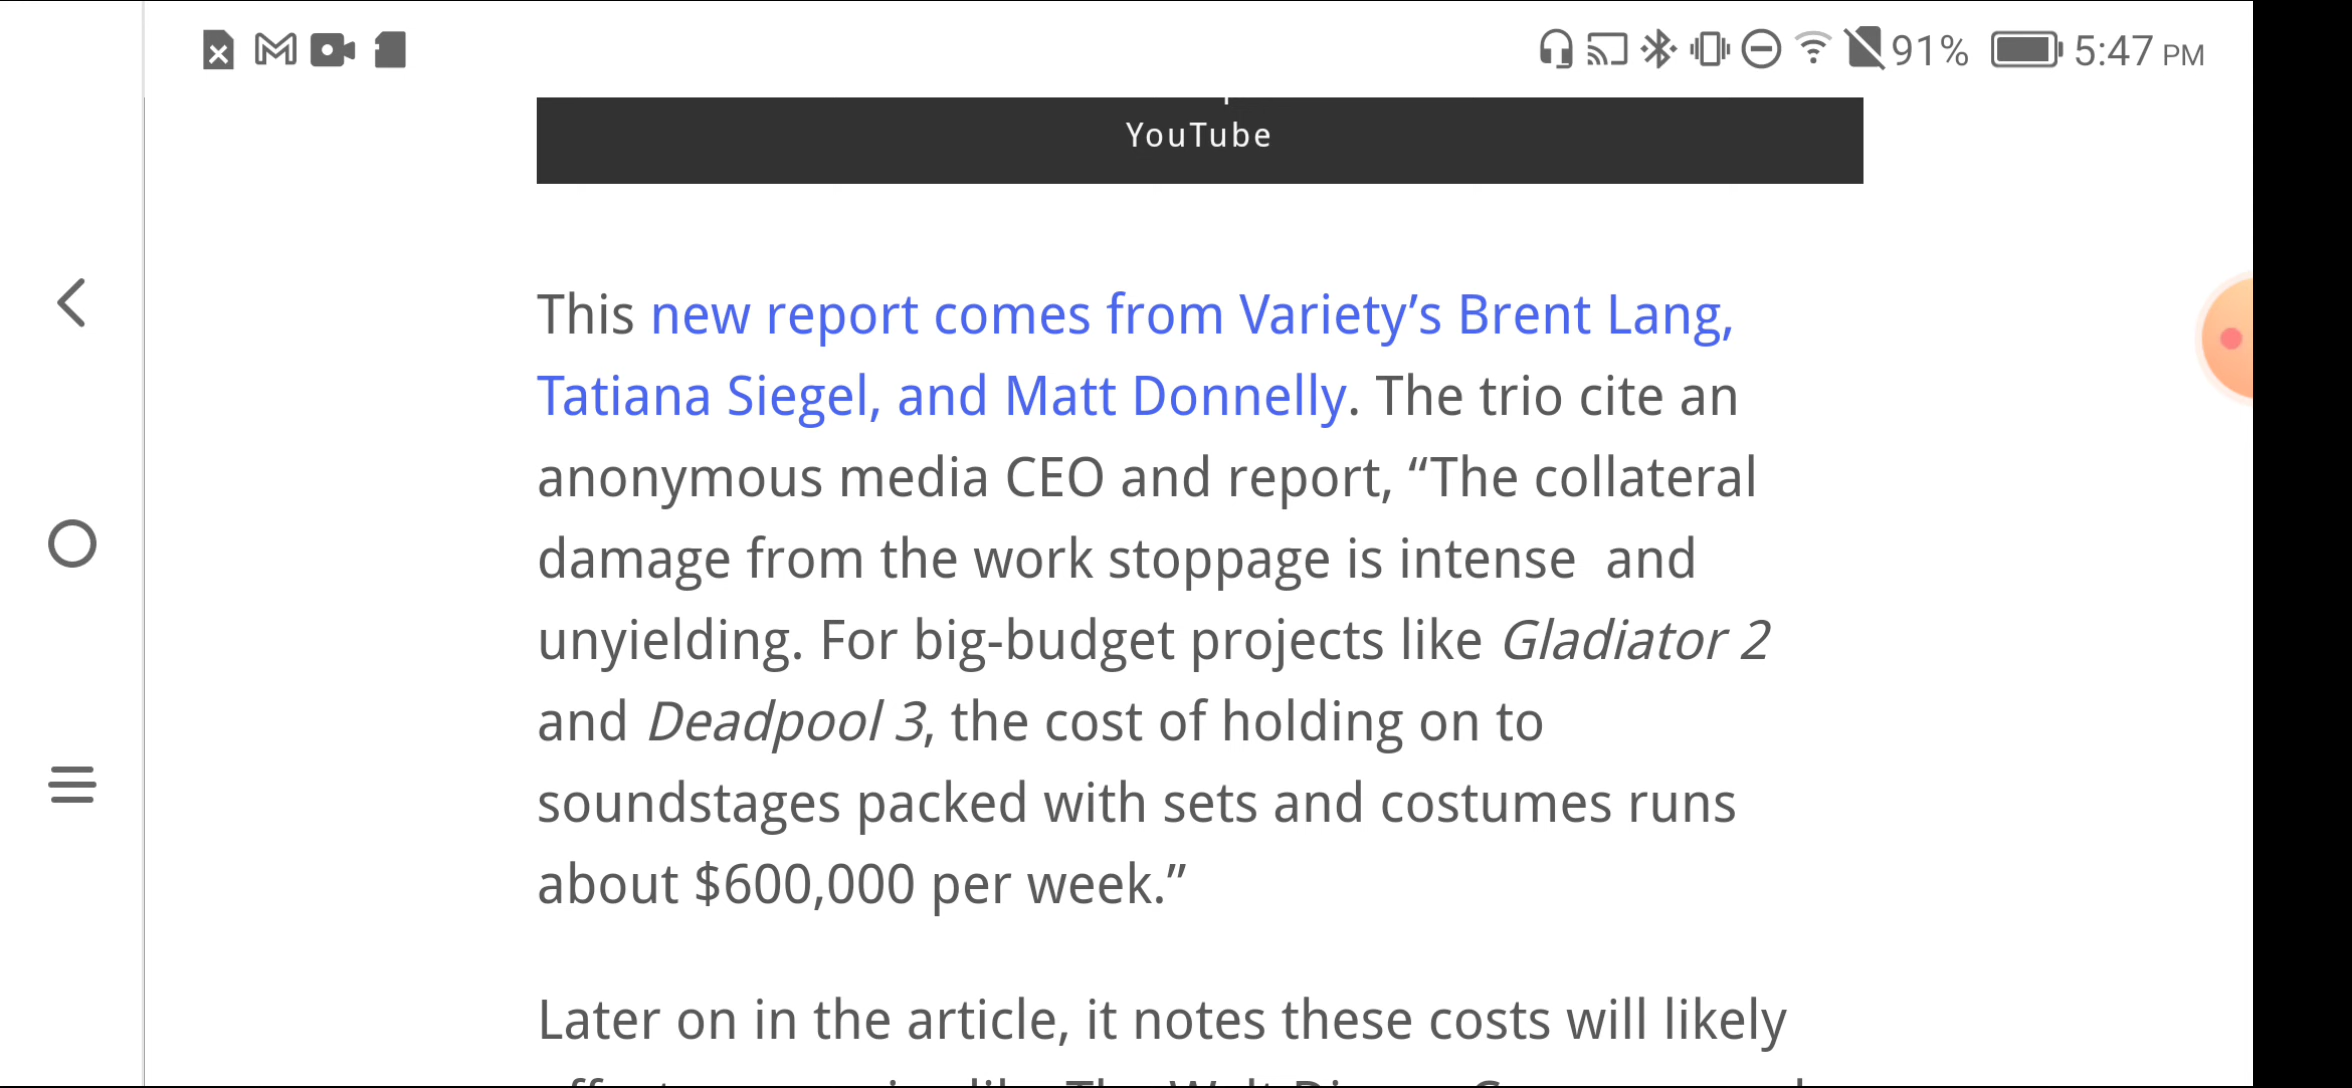 91% 5:47 PM
YouTube
This new report comes from Variety’s Brent Lang,
Tatiana Siegel, and Matt Donnelly. The trio cite an
anonymous media CEO and report, “The collateral
damage from the work stoppage is intense  and
unyielding. For big-budget projects like Gladiator 2
and Deadpool 3, the cost of holding on to
soundstages packed with sets and costumes runs
about $600,000 per week.”
Later on in the article, it notes these costs will likely